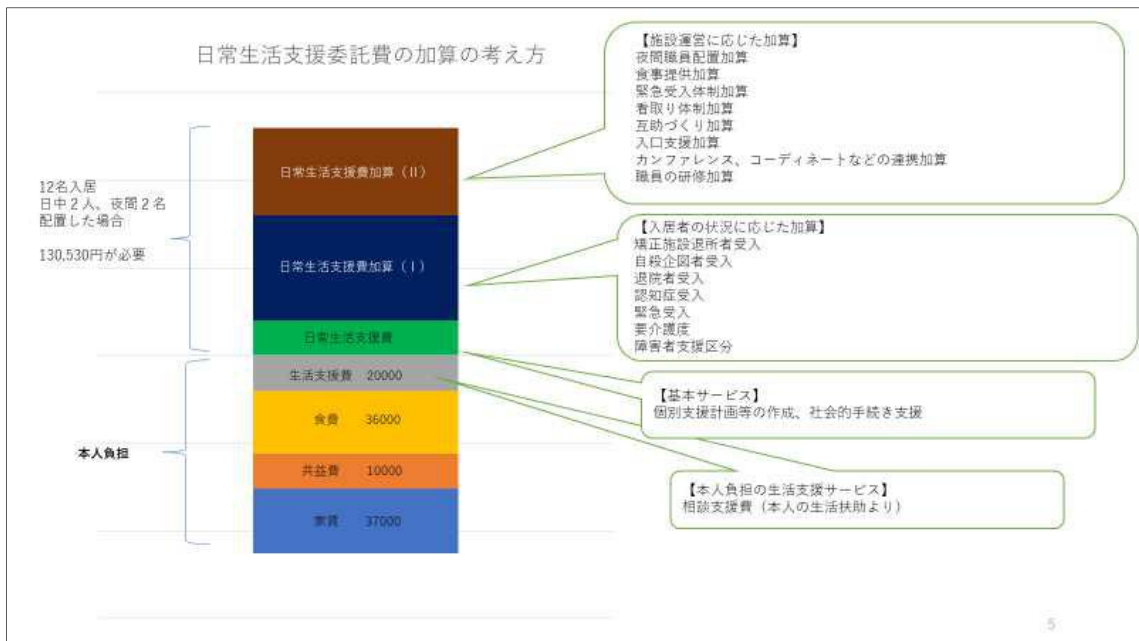 日常生活支援委託費の加算の考え方
12名入居
日中２人、夜間２名
配置した場合
130,530円が必要
本人負担
日常生活支援費加算（II）
日常生活支援費加算（Ｉ）
日常生活支援費
生活支援費　20000
食費　36000
共益費　10000
家賃　37000
【施設運営に応じた加算】
夜間職員配置加算
食事提供加算
緊急受入体制加算
看取り体制加算
互助づくり加算
入口支援加算
カンファレンス、コーディネートなどの連携加算
職員の研修加算
【入居者の状況に応じた加算】
矯正施設退所者受入
自殺企図者受入
退院者受入
認知症受入
緊急受入
要介護度
障害者支援区分
【基本サービス】
個別支援計画等の作成、社会的手続き支援
【本人負担の生活支援サービス】
相談支援費（本人の生活扶助より）
5